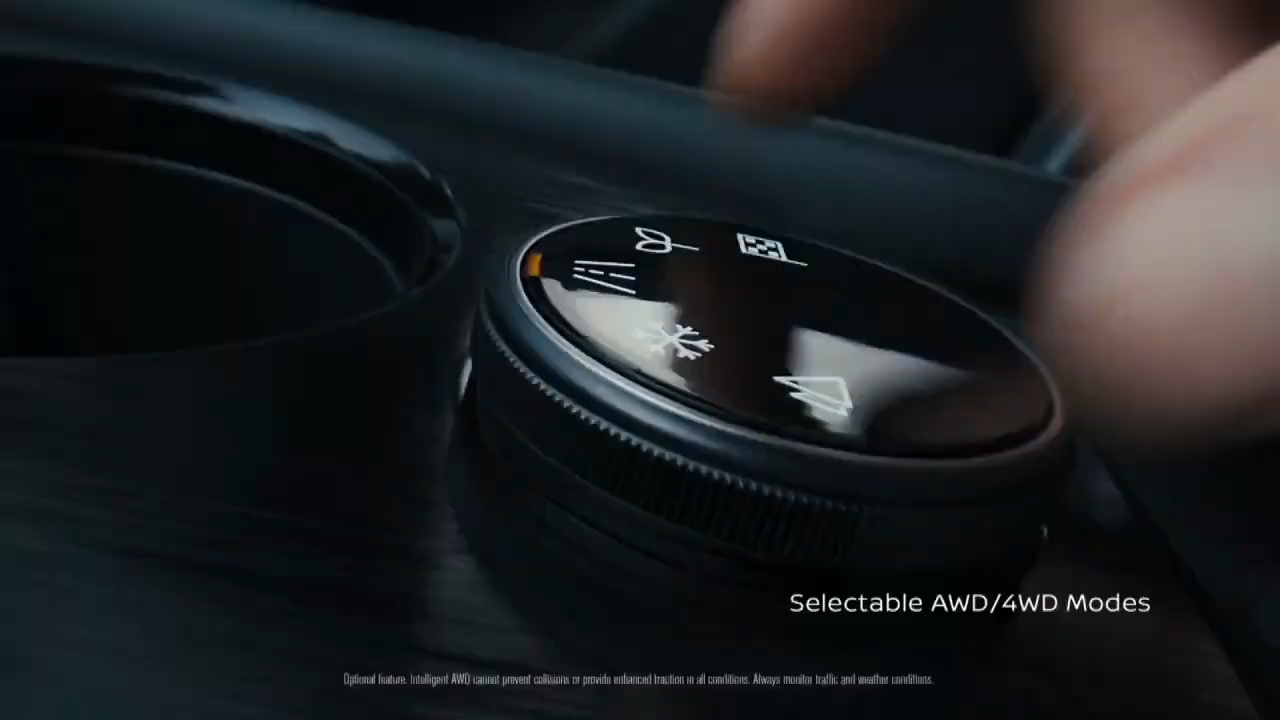 Selectable AWD/4WD Modes
Optional feature. Intelligent AWD cannot prevent collisions or provide enhanced traction in all conditions. Always monitor traffic and weather conditions.